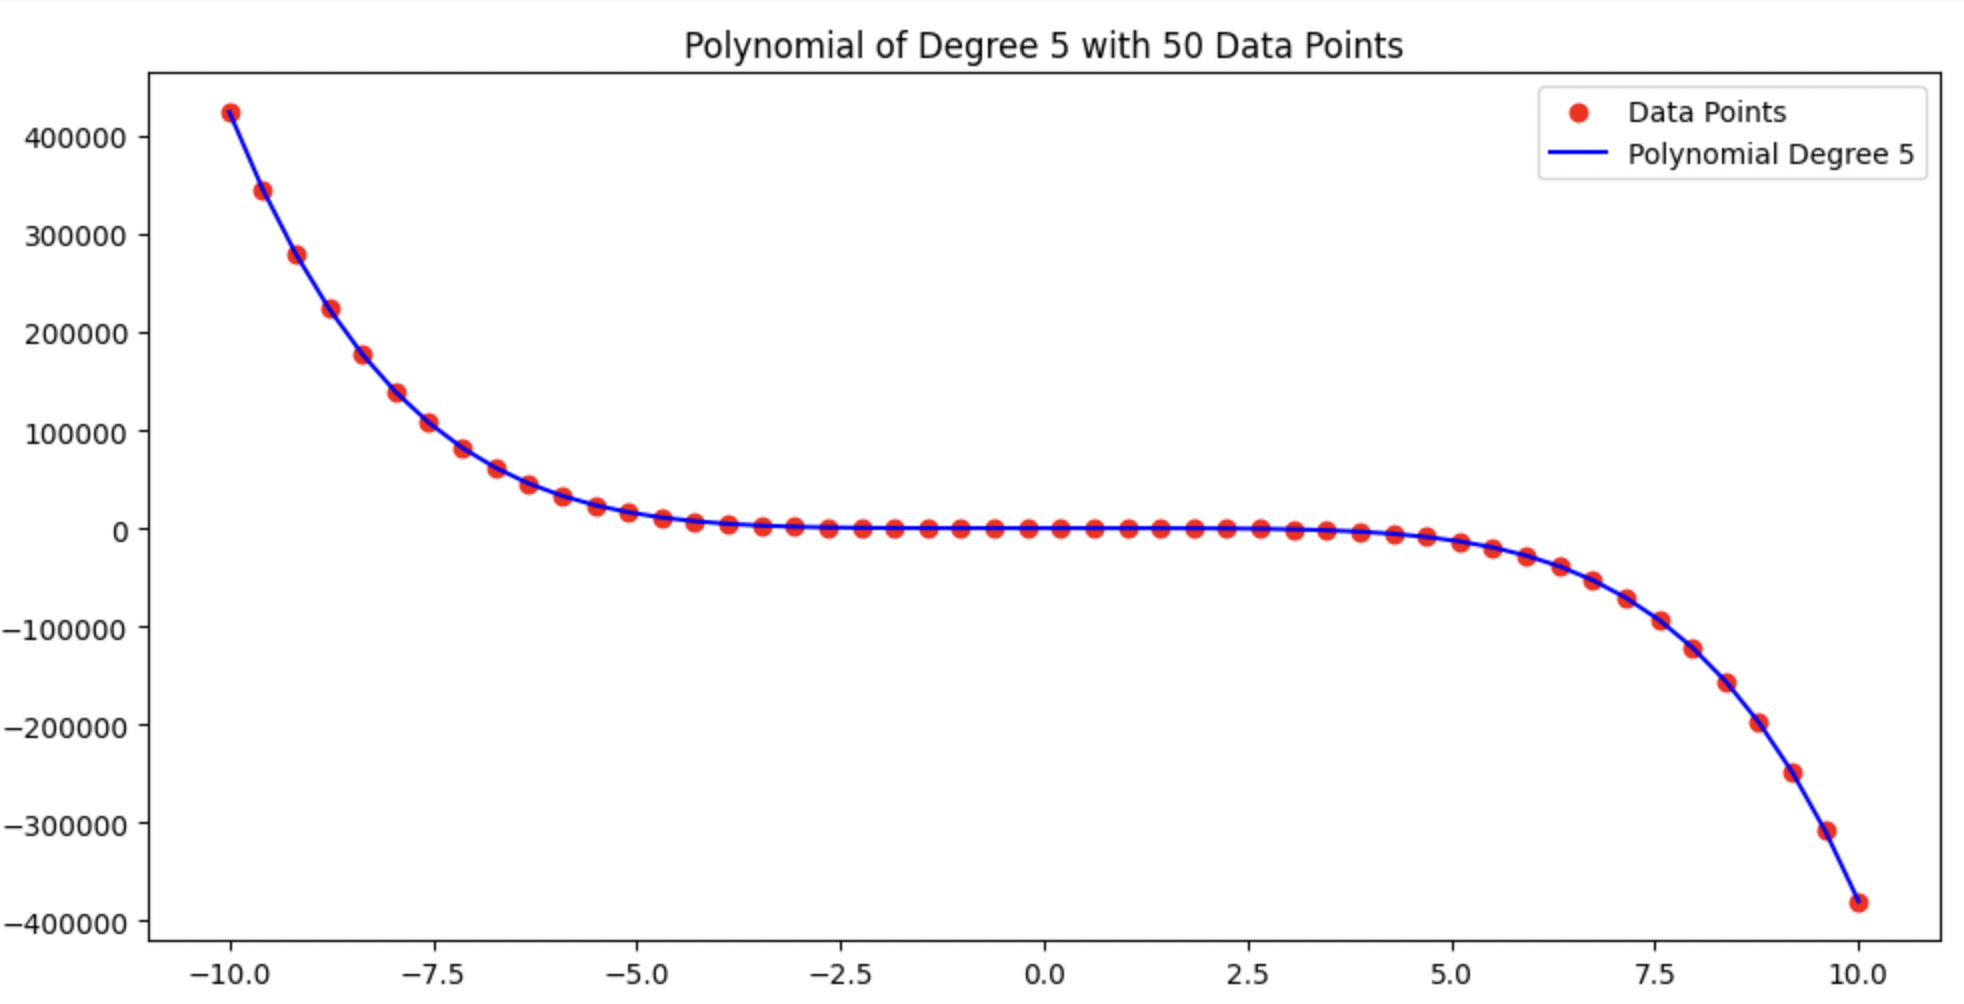 Polynomial of Degree 5 with 50 Data Points
Data Points
Polynomial Degree 5
400000
300000
200000
100000
0
−100000
−200000
−300000
−400000
−10.0 −7.5 −5.0 −2.5 0.0 2.5 5.0 7.5 10.0